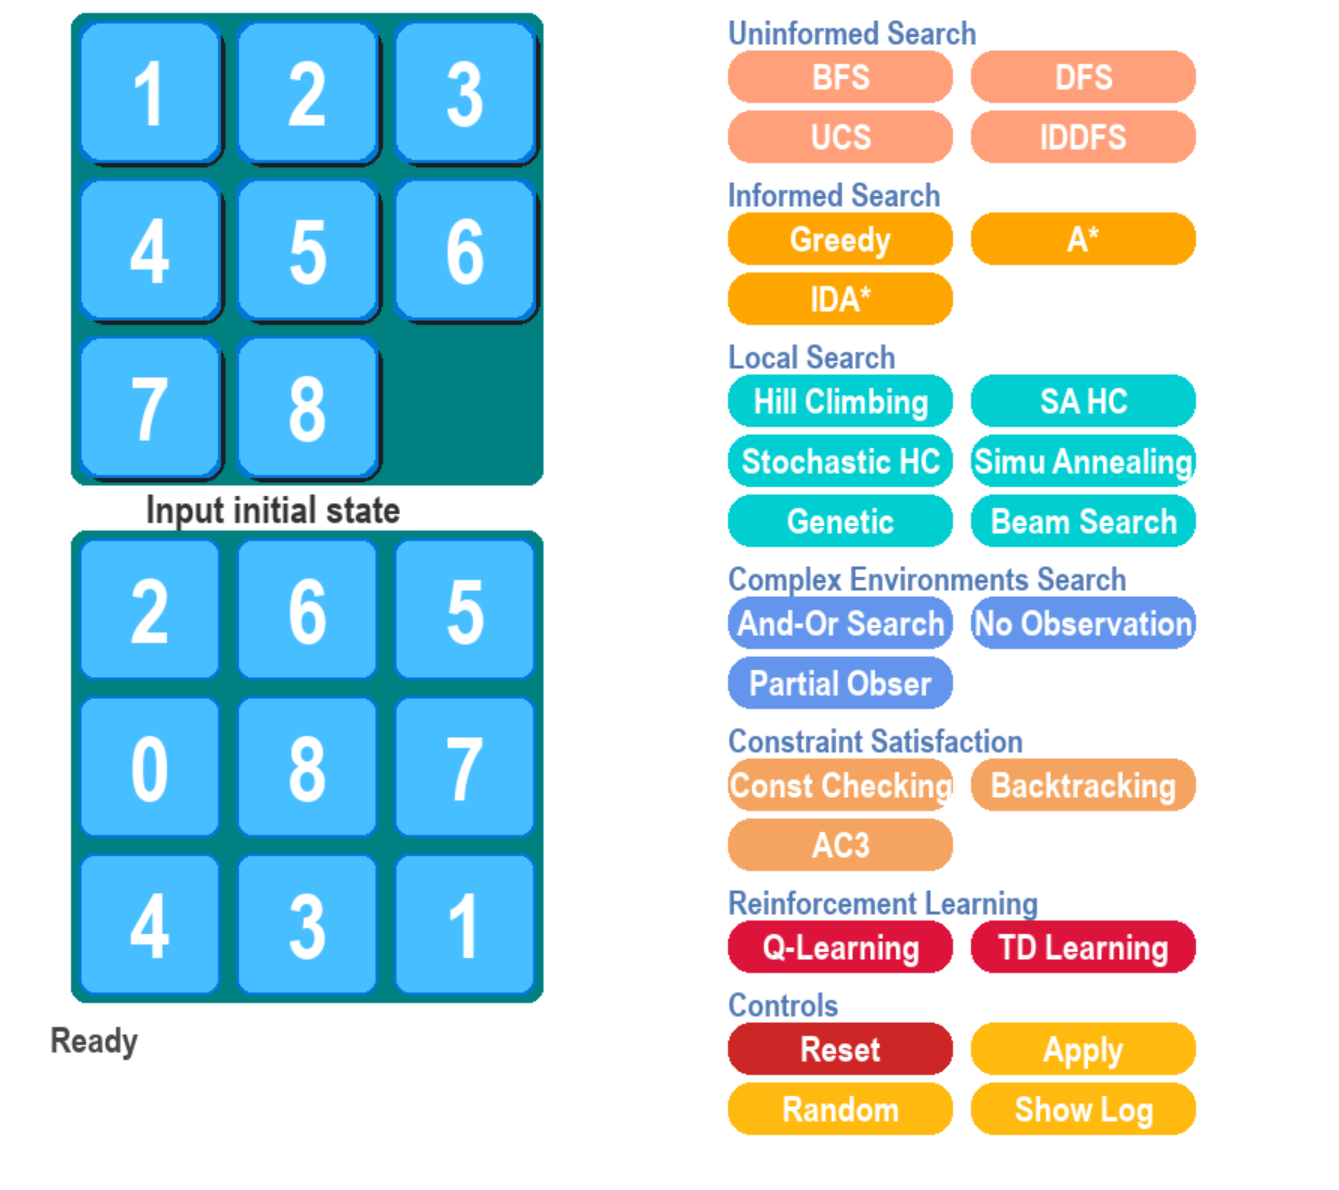 1 2 3
4 5 6
7 8
Input initial state
2 6 5
0 8 7
4 3 1
Ready
Uninformed Search
BFS DFS
UCS IDDFS
Informed Search
Greedy A*
IDA*
Local Search
Hill Climbing SA HC
Stochastic HC Simu Annealing
Genetic Beam Search
Complex Environments Search
And-Or Search No Observation
Partial Obser
Constraint Satisfaction
Const Checking Backtracking
AC3
Reinforcement Learning
Q-Learning TD Learning
Controls
Reset Apply
Random Show Log